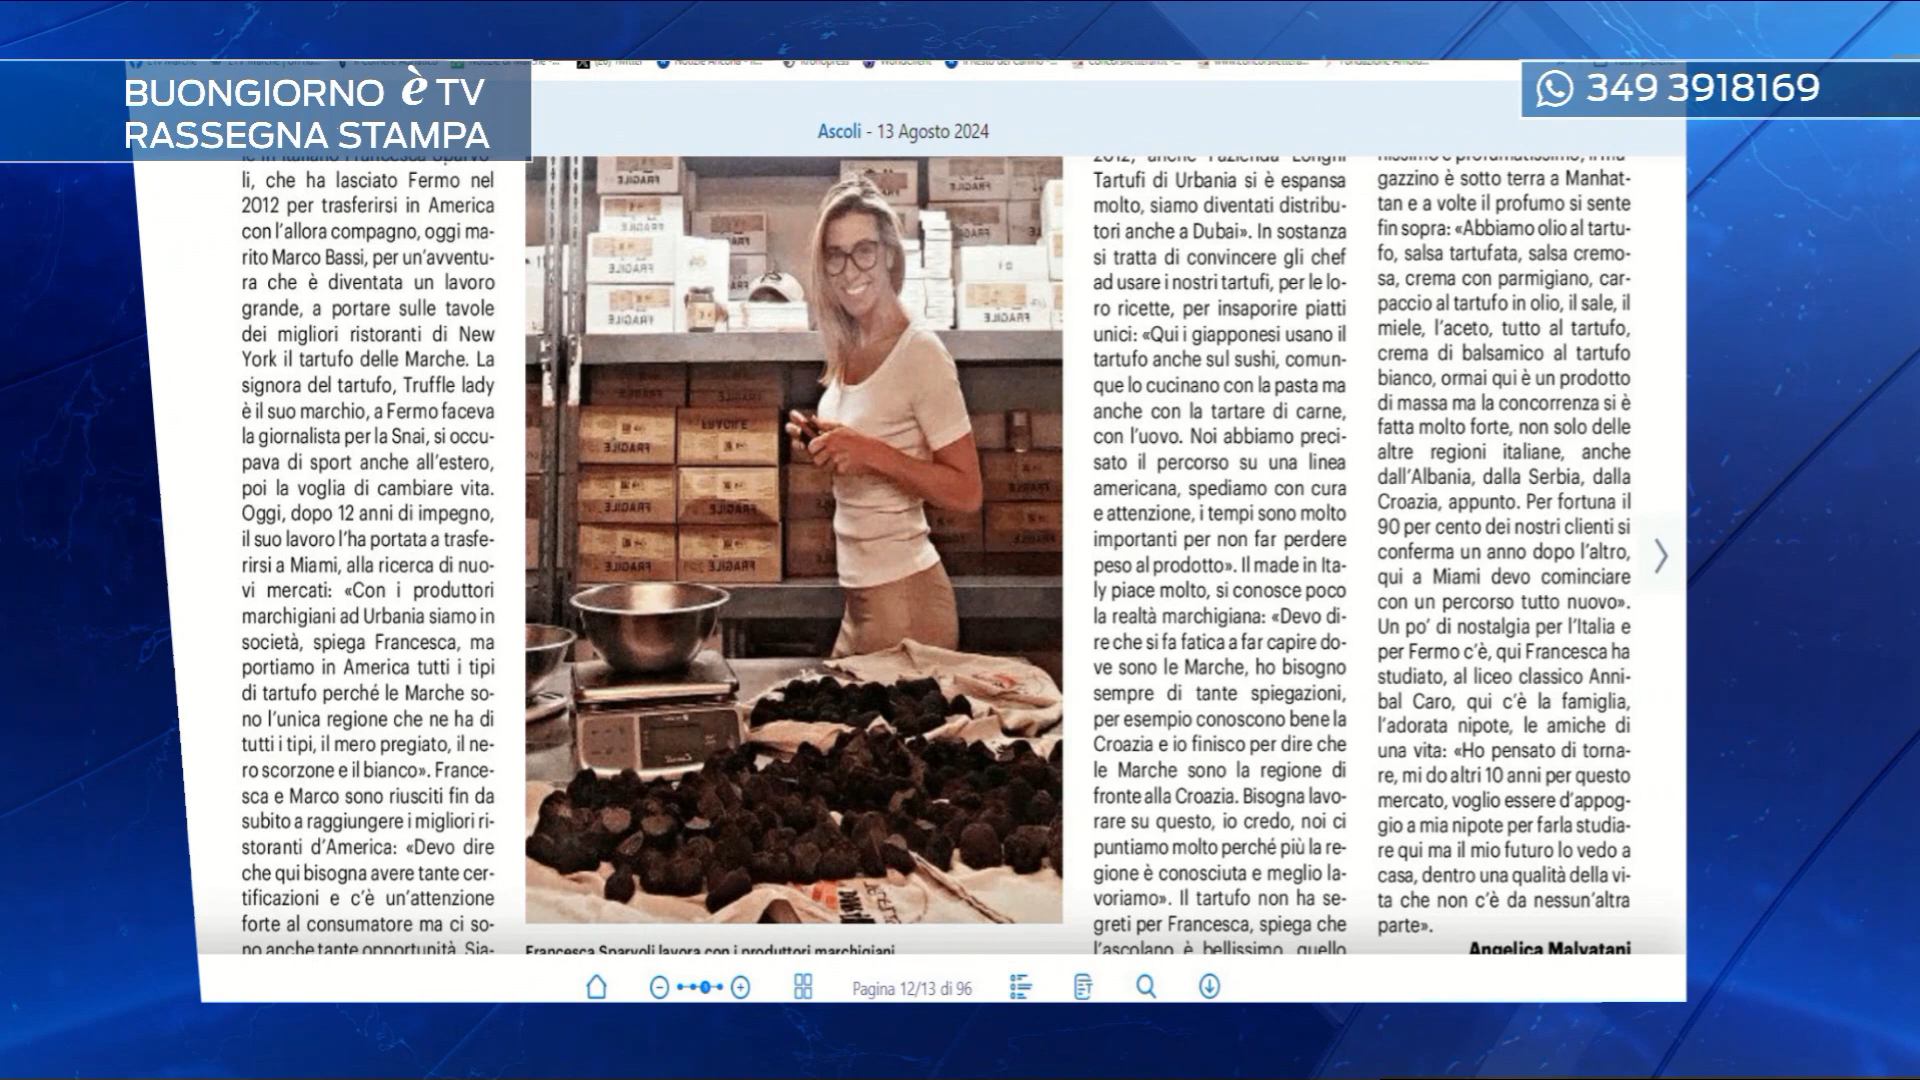 BUONGIORNO è TV
RASSEGNA STAMPA
349 3918169
Ascoli - 13 Agosto 2024
li, che ha lasciato Fermo nel
2012 per trasferirsi in America
con l'allora compagno, oggi ma-
rito Marco Bassi, per un'avventu-
ra che è diventata un lavoro
grande, a portare sulle tavole
dei migliori ristoranti di New
York il tartufo delle Marche. La
signora del tartufo, Truffle lady
è il suo marchio, a Fermo faceva
la giornalista per la Snai, si occu-
pava di sport anche all'estero,
poi la voglia di cambiare vita.
Oggi, dopo 12 anni di impegno,
il suo lavoro l'ha portata a trasfe-
rirsi a Miami, alla ricerca di nuo-
vi mercati: «Con i produttori
marchigiani ad Urbania siamo in
società, spiega Francesca, ma
portiamo in America tutti i tipi
di tartufo perché le Marche so-
no l'unica regione che ne ha di
tutti i tipi, il mero pregiato, il ne-
ro scorzone e il bianco». France-
sca e Marco sono riusciti fin da
subito a raggiungere i migliori ri-
storanti d'America: «Devo dire
che qui bisogna avere tante cer-
tificazioni e c'è un'attenzione
forte al consumatore ma ci so-
no anche tante opportunità. Sia-
Francesca Sparvoli lavora con i produttori marchigiani
2012, anche l'azienda Longhi
Tartufi di Urbania si è espansa
molto, siamo diventati distribu-
tori anche a Dubai». In sostanza
si tratta di convincere gli chef
ad usare i nostri tartufi, per le lo-
ro ricette, per insaporire piatti
unici: «Qui i giapponesi usano il
tartufo anche sul sushi, comun-
que lo cucinano con la pasta ma
anche con la tartare di carne,
con l'uovo. Noi abbiamo preci-
sato il percorso su una linea
americana, spediamo con cura
e attenzione, i tempi sono molto
importanti per non far perdere
peso al prodotto». Il made in Ita-
ly piace molto, si conosce poco
la realtà marchigiana: «Devo di-
re che si fa fatica a far capire do-
ve sono le Marche, ho bisogno
sempre di tante spiegazioni,
per esempio conoscono bene la
Croazia e io finisco per dire che
le Marche sono la regione di
fronte alla Croazia. Bisogna lavo-
rare su questo, io credo, noi ci
puntiamo molto perché più la re-
gione è conosciuta e meglio la-
voriamo». Il tartufo non ha se-
greti per Francesca, spiega che
l'ascolano è bellissimo, quello
gazzino è sotto terra a Manhat-
tan e a volte il profumo si sente
fin sopra: «Abbiamo olio al tartu-
fo, salsa tartufata, salsa cremo-
sa, crema con parmigiano, car-
paccio al tartufo in olio, il sale, il
miele, l'aceto, tutto al tartufo,
crema di balsamico al tartufo
bianco, ormai qui è un prodotto
di massa ma la concorrenza si è
fatta molto forte, non solo delle
altre regioni italiane, anche
dall'Albania, dalla Serbia, dalla
Croazia, appunto. Per fortuna il
90 per cento dei nostri clienti si
conferma un anno dopo l'altro,
qui a Miami devo cominciare
con un percorso tutto nuovo».
Un po' di nostalgia per l'Italia e
per Fermo c'è, qui Francesca ha
studiato, al liceo classico Anni-
bal Caro, qui c'è la famiglia,
l'adorata nipote, le amiche di
una vita: «Ho pensato di torna-
re, mi do altri 10 anni per questo
mercato, voglio essere d'appog-
gio a mia nipote per farla studia-
re qui ma il mio futuro lo vedo a
casa, dentro una qualità della vi-
ta che non c'è da nessun'altra
parte».
Angelica Malvatani
Pagina 12/13 di 96